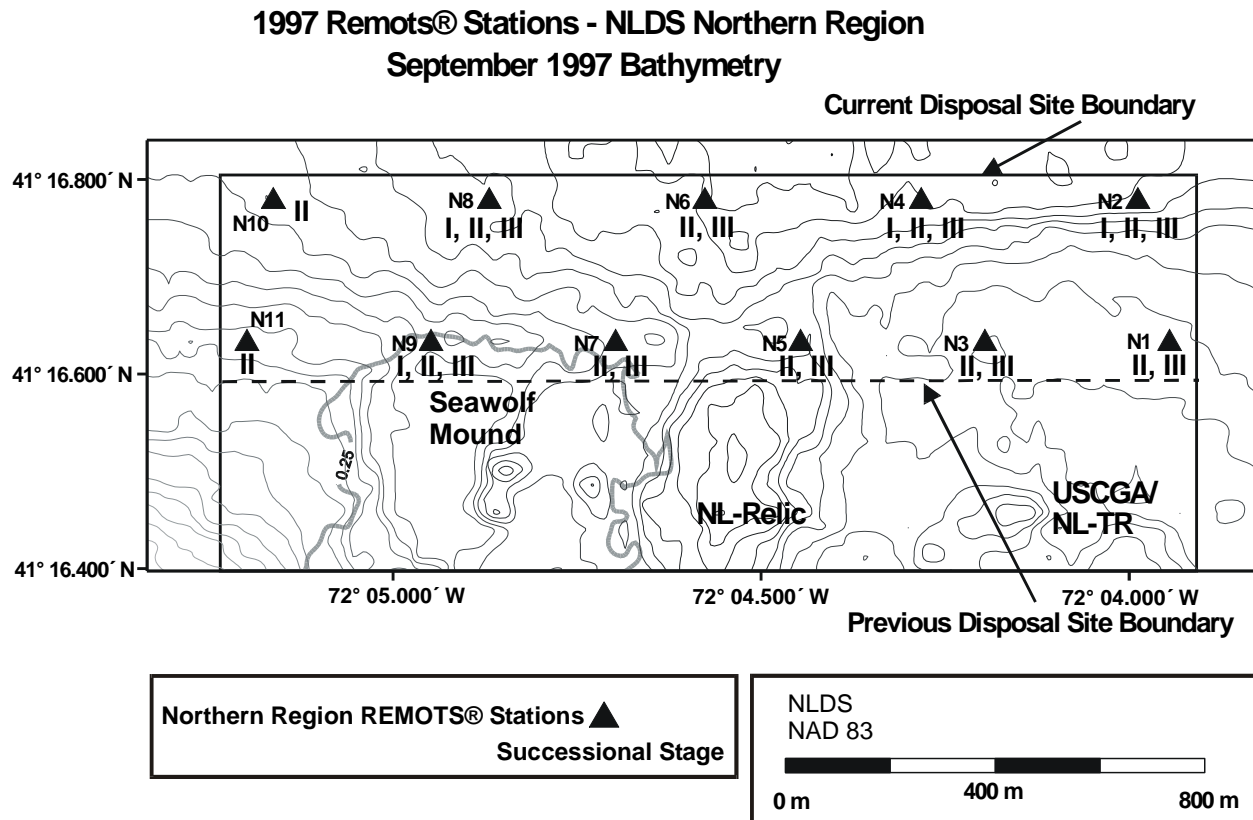 1997 Remots® Stations - NLDS Northern Region
September 1997 Bathymetry
Current Disposal Site Boundary
41° 16.800´ N
N10
II
N8
I, II, III
N6
II, III
N4
I, II, III
N2
I, II, III
N11
II
N9
I, II, III
N7
II, III
N5
II, III
N3
II, III
N1
II, III
41° 16.600´ N
Seawolf
Mound
0.25
NL-Relic
USCGA/
NL-TR
41° 16.400´ N
72° 05.000´ W
72° 04.500´ W
72° 04.000´ W
Previous Disposal Site Boundary
Northern Region REMOTS® Stations
Successional Stage
NLDS
NAD 83
0 m
400 m
800 m